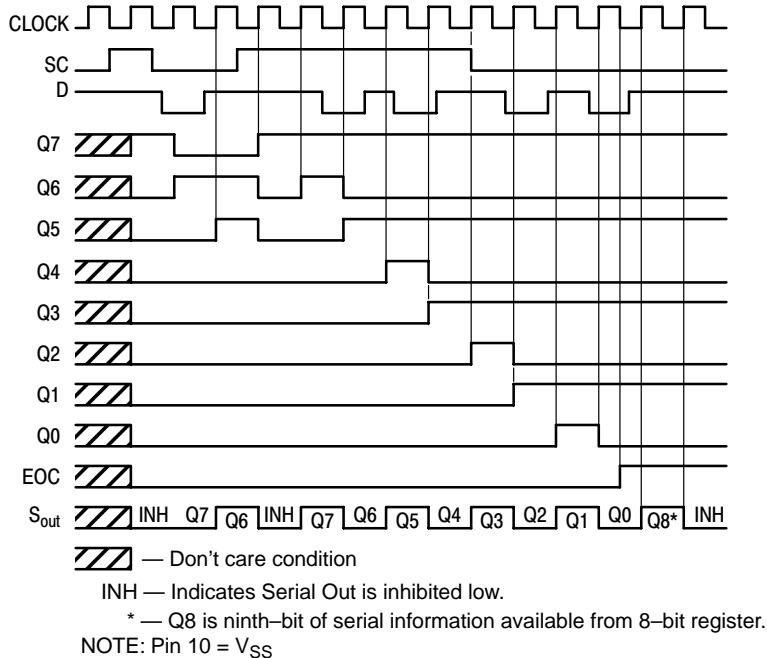 CLOCK
SC
D
Q7
Q6
Q5
Q4
Q3
Q2
Q1
Q0
EOC
Sout INH Q7 Q6 INH Q7 Q6 Q5 Q4 Q3 Q2 Q1 Q0 Q8* INH
— Don't care condition
INH — Indicates Serial Out is inhibited low.
* — Q8 is ninth–bit of serial information available from 8–bit register.
NOTE: Pin 10 = VSS